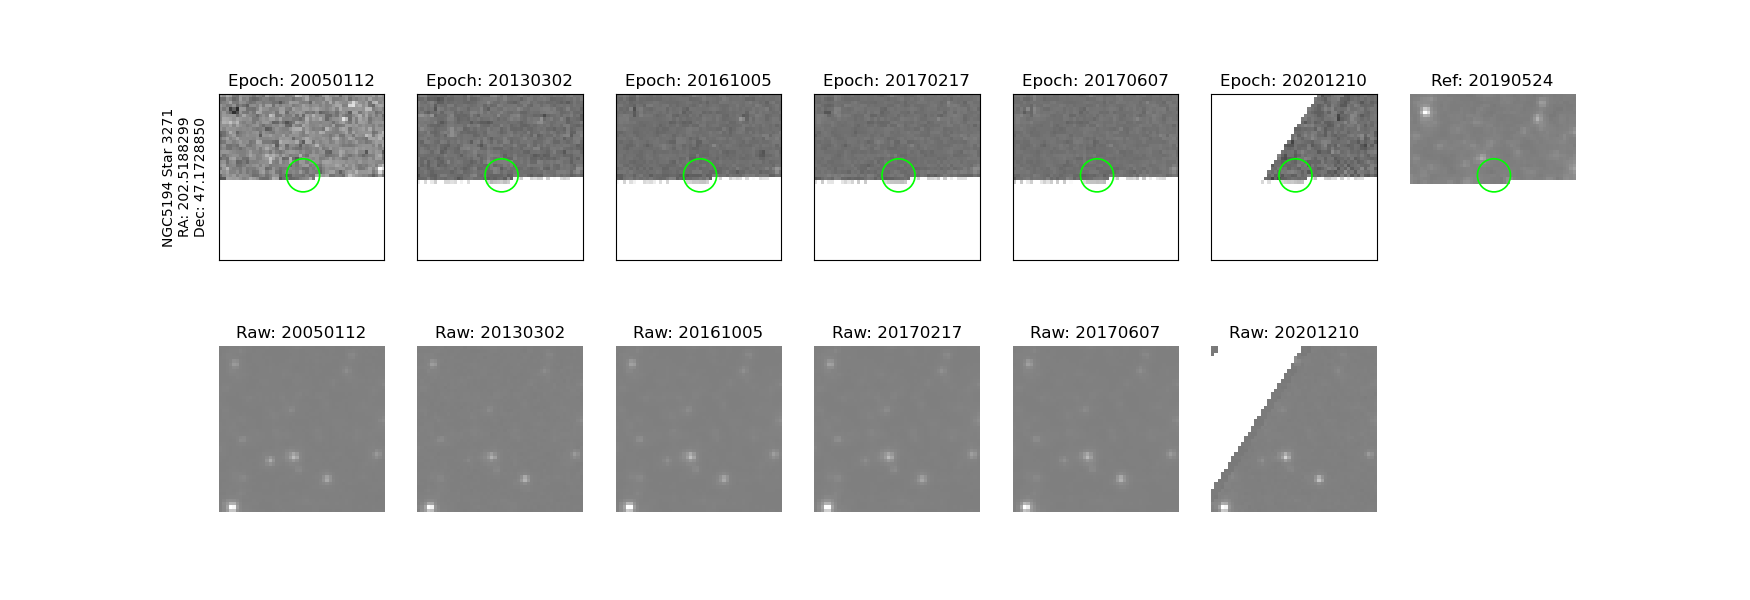 Epoch: 20050112
Epoch: 20130302
Epoch: 20161005
Epoch: 20170217
Epoch: 20170607
Epoch: 20201210
Ref: 20190524
NGC5194 Star 3271
RA: 202.5188299
Dec: 47.1728850
Raw: 20050112
Raw: 20130302
Raw: 20161005
Raw: 20170217
Raw: 20170607
Raw: 20201210